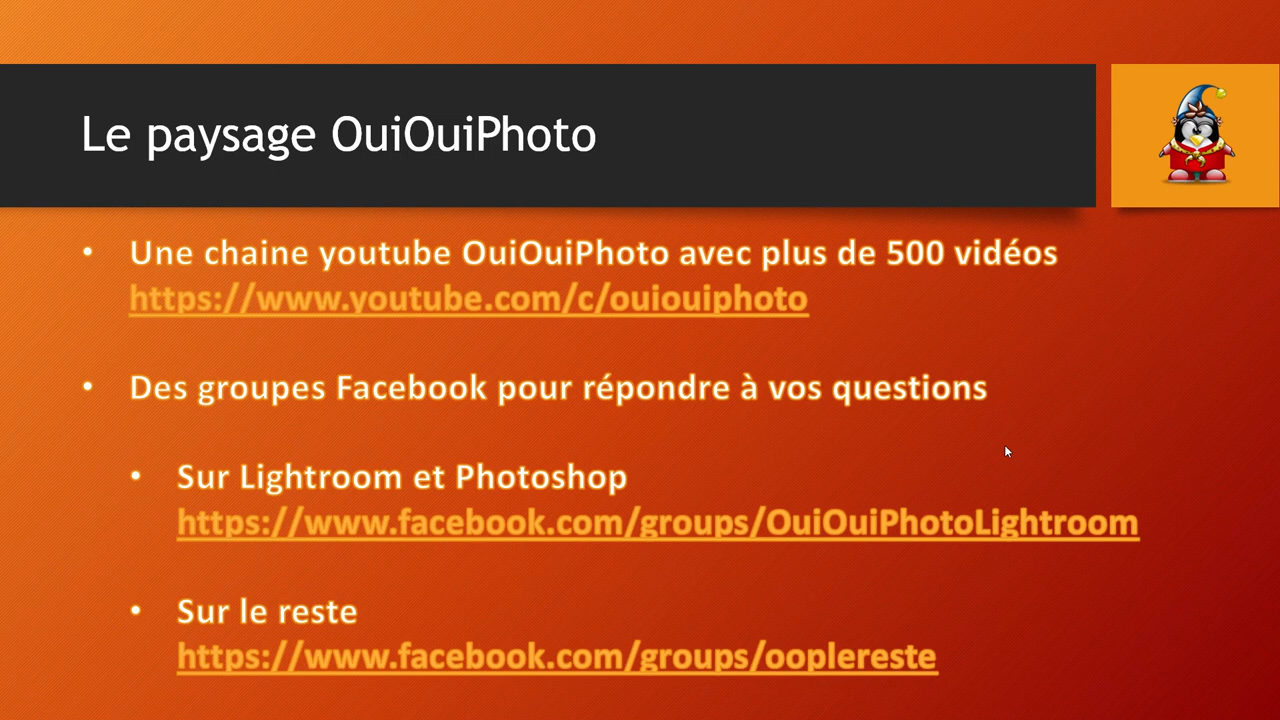 Le paysage OuiOuiPhoto
• Une chaine youtube OuiOuiPhoto avec plus de 500 vidéos
https://www.youtube.com/c/ouiouiphoto
• Des groupes Facebook pour répondre à vos questions
• Sur Lightroom et Photoshop
https://www.facebook.com/groups/OuiOuiPhotoLightroom
• Sur le reste
https://www.facebook.com/groups/ooplereste